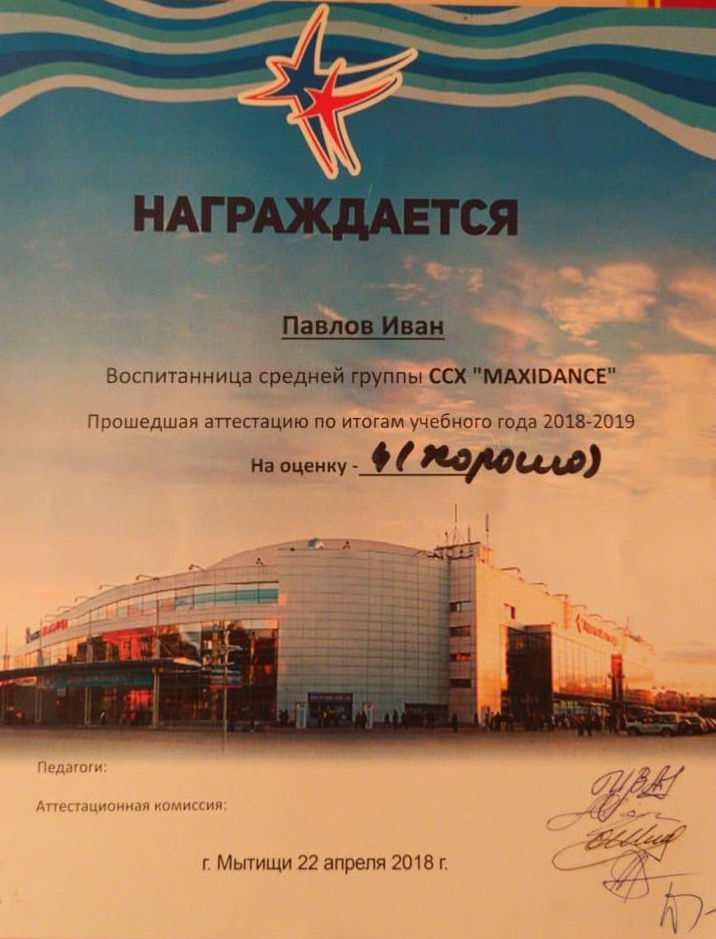 НАГРАЖДАЕТСЯ
Павлов Иван
Воспитанница средней группы ССХ "MAXIDANCE"
Прошедшая аттестацию по итогам учебного года 2018-2019
На оценку - 4 (хорошо)
Педагоги:
Аттестационная комиссия:
г. Мытищи 22 апреля 2018 г.